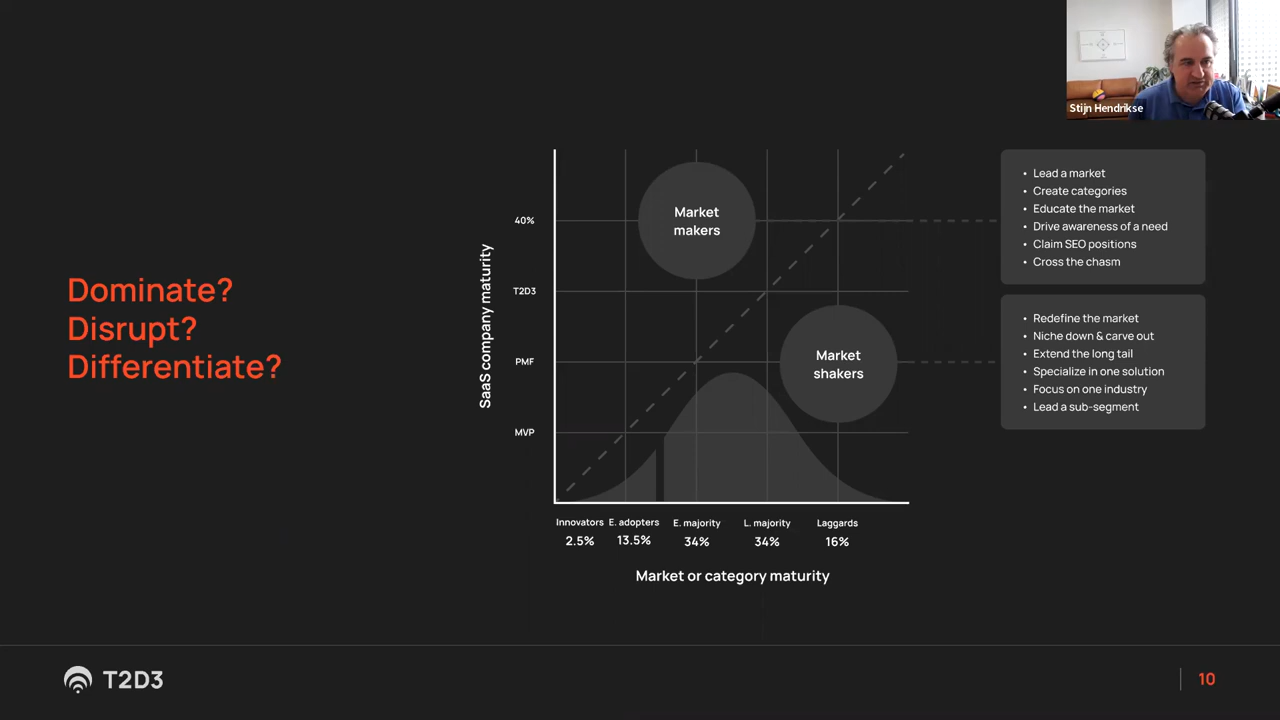 Stijn Hendrikse
Dominate?
Disrupt?
Differentiate?
SaaS company maturity
40%
T2D3
PMF
MVP
Market
makers
Market
shakers
Innovators
E. adopters
E. majority
L. majority
Laggards
2.5%
13.5%
34%
34%
16%
Market or category maturity
• Lead a market
• Create categories
• Educate the market
• Drive awareness of a need
• Claim SEO positions
• Cross the chasm
• Redefine the market
• Niche down & carve out
• Extend the long tail
• Specialize in one solution
• Focus on one industry
• Lead a sub-segment
T2D3
10